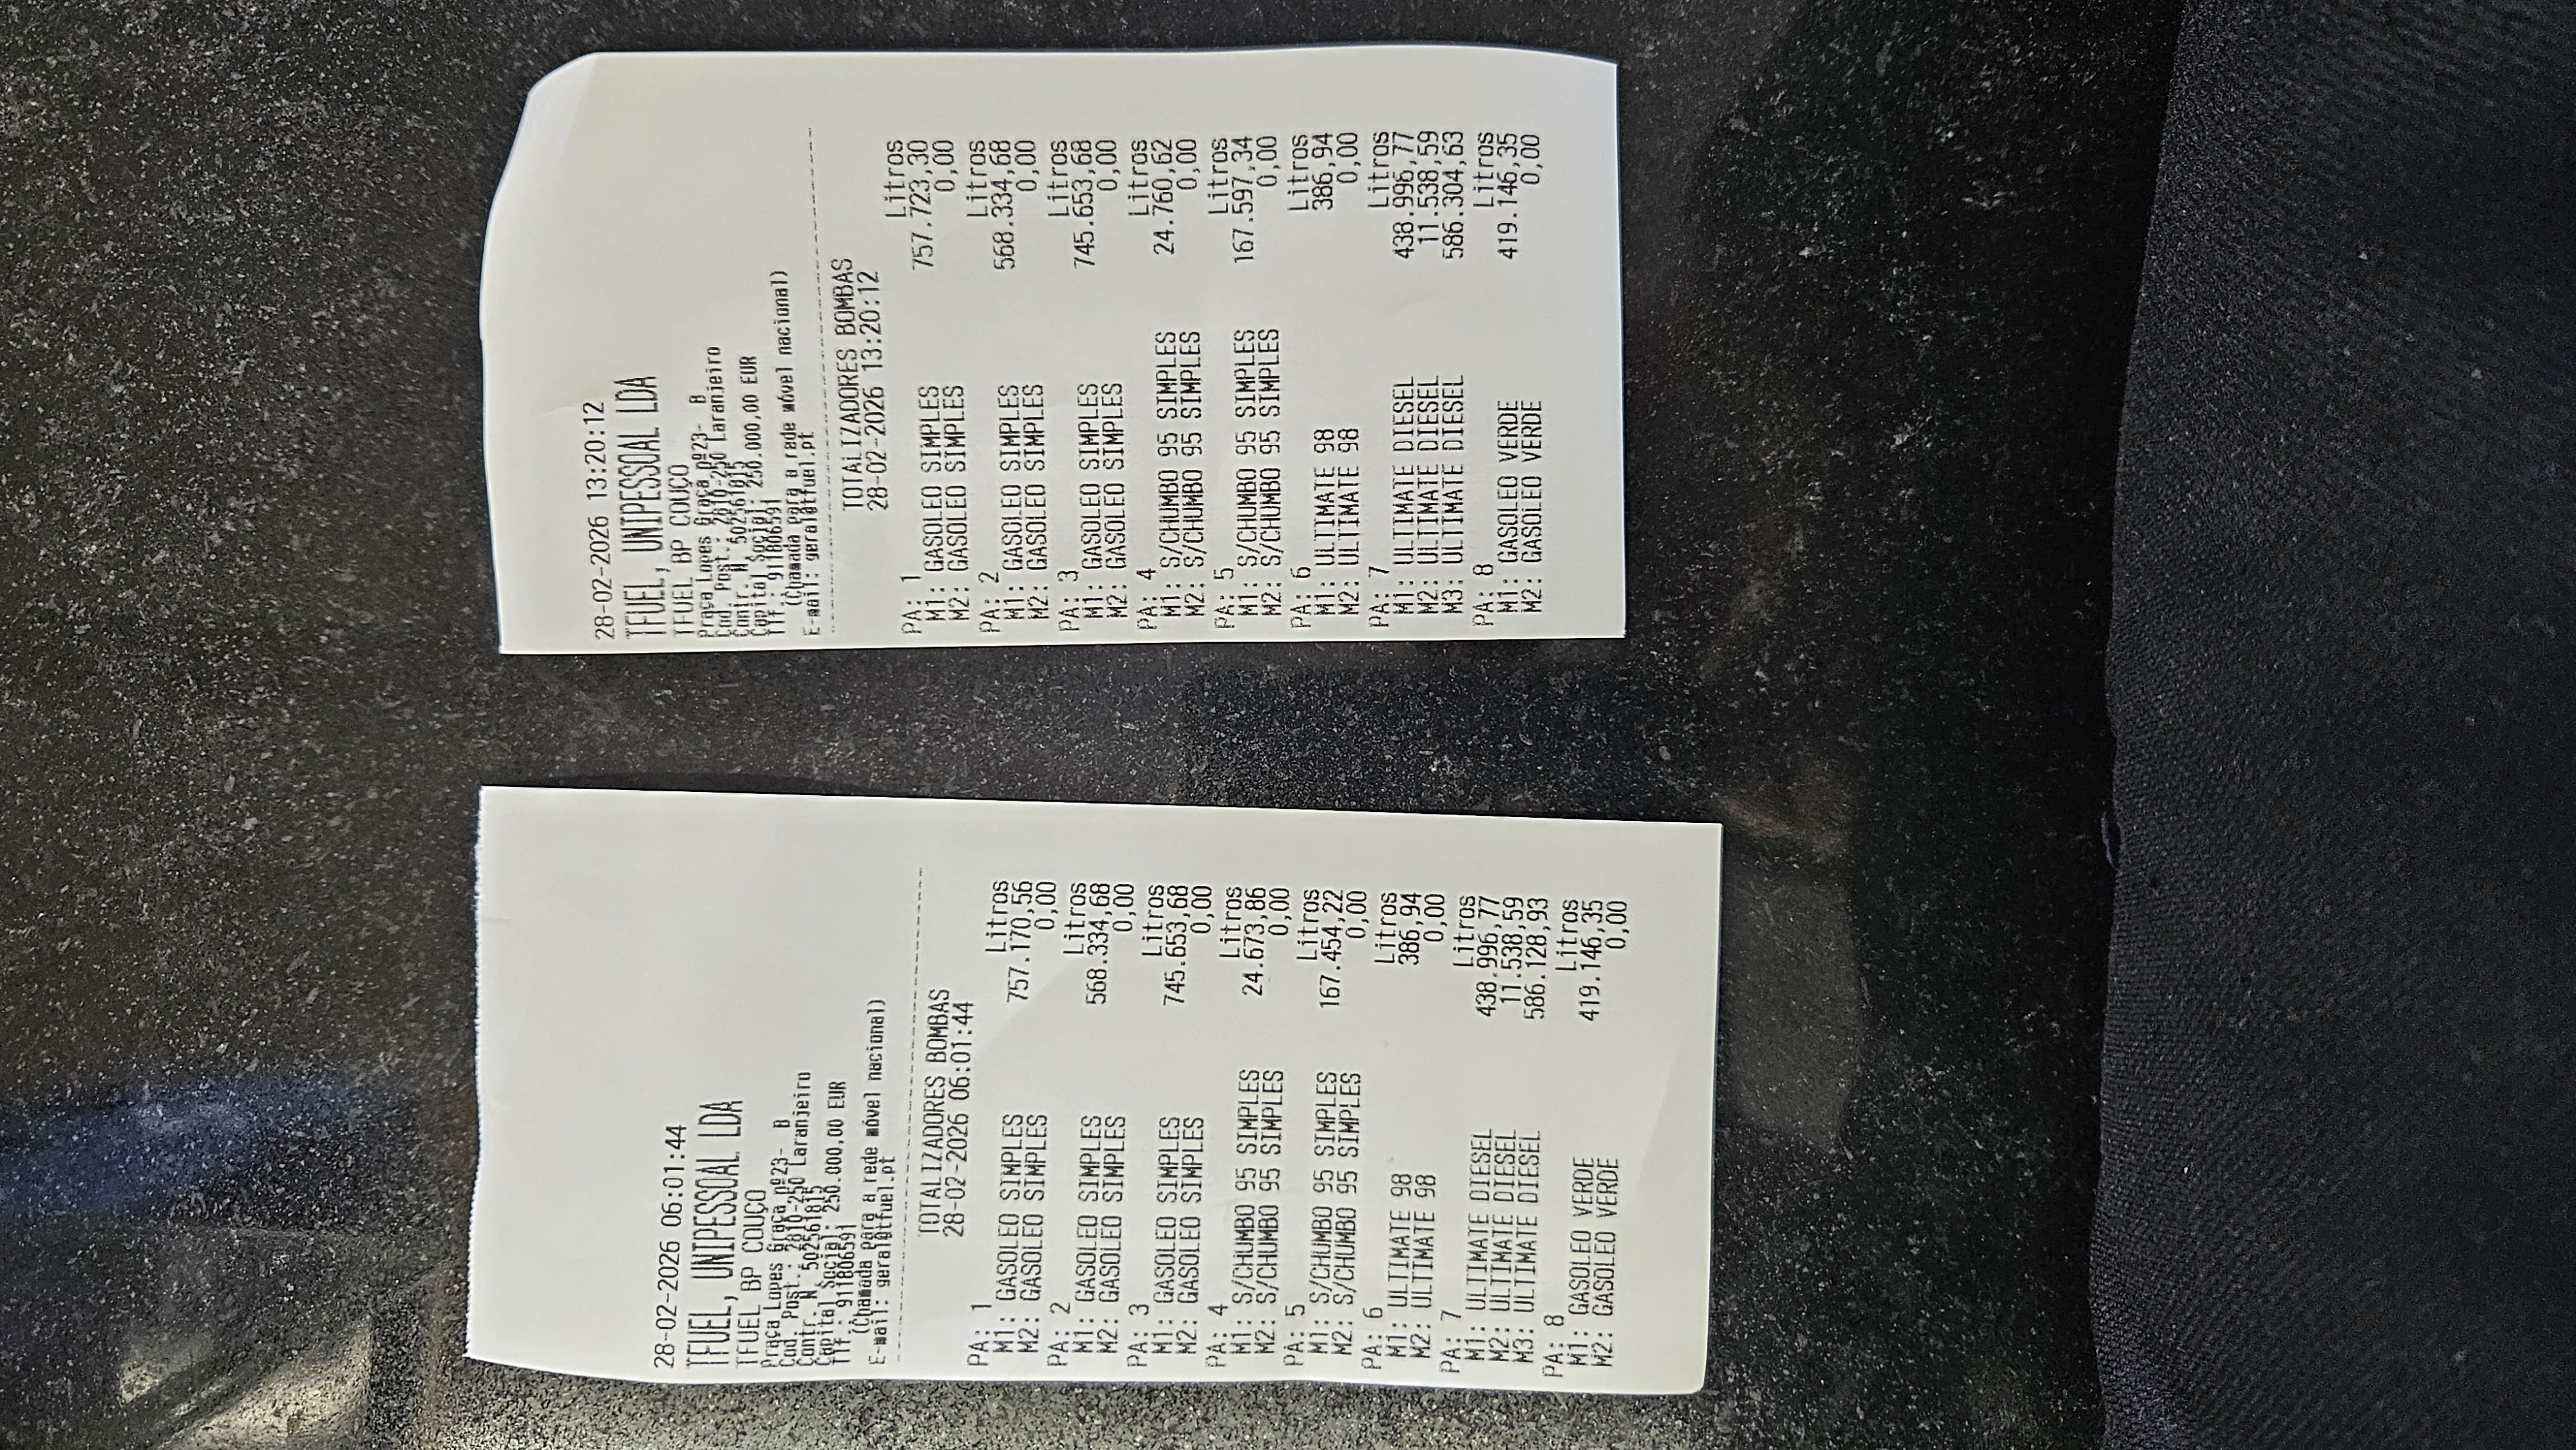 28-02-2026 13:20:12
TFUEL, UNIPESSOAL LDA
TFUEL BP COUÇO
Praça Lopes Graça nº23- B
Cod. Post.: 2810-250 Laranjeiro
Contr. N. 502561815
Capital Social: 250.000,00 EUR
Tlf.: 911806591
(Chamada para a rede móvel nacional)
E-mail: geral@tfuel.pt
TOTALIZADORES BOMBAS
28-02-2026 13:20:12
PA: 1 Litros
M1: GASOLEO SIMPLES 757.723,30
M2: GASOLEO SIMPLES 0,00
PA: 2 Litros
M1: GASOLEO SIMPLES 568.334,68
M2: GASOLEO SIMPLES 0,00
PA: 3 Litros
M1: GASOLEO SIMPLES 745.653,68
M2: GASOLEO SIMPLES 0,00
PA: 4 Litros
M1: S/CHUMBO 95 SIMPLES 24.760,62
M2: S/CHUMBO 95 SIMPLES 0,00
PA: 5 Litros
M1: S/CHUMBO 95 SIMPLES 167.597,34
M2: S/CHUMBO 95 SIMPLES 0,00
PA: 6 Litros
M1: ULTIMATE 98 386,94
M2: ULTIMATE 98 0,00
PA: 7 Litros
M1: ULTIMATE DIESEL 438.996,77
M2: ULTIMATE DIESEL 11.538,59
M3: ULTIMATE DIESEL 586.304,63
PA: 8 Litros
M1: GASOLEO VERDE 419.146,35
M2: GASOLEO VERDE 0,00
28-02-2026 06:01:44
TFUEL, UNIPESSOAL LDA
TFUEL BP COUÇO
Praça Lopes Graça nº23- B
Cod. Post.: 2810-250 Laranjeiro
Contr. N. 502561815
Capital Social: 250.000,00 EUR
Tlf.: 911806591
(Chamada para a rede móvel nacional)
E-mail: geral@tfuel.pt
TOTALIZADORES BOMBAS
28-02-2026 06:01:44
PA: 1 Litros
M1: GASOLEO SIMPLES 757.170,56
M2: GASOLEO SIMPLES 0,00
PA: 2 Litros
M1: GASOLEO SIMPLES 568.334,68
M2: GASOLEO SIMPLES 0,00
PA: 3 Litros
M1: GASOLEO SIMPLES 745.653,68
M2: GASOLEO SIMPLES 0,00
PA: 4 Litros
M1: S/CHUMBO 95 SIMPLES 24.673,86
M2: S/CHUMBO 95 SIMPLES 0,00
PA: 5 Litros
M1: S/CHUMBO 95 SIMPLES 167.454,22
M2: S/CHUMBO 95 SIMPLES 0,00
PA: 6 Litros
M1: ULTIMATE 98 386,94
M2: ULTIMATE 98 0,00
PA: 7 Litros
M1: ULTIMATE DIESEL 438.996,77
M2: ULTIMATE DIESEL 11.538,59
M3: ULTIMATE DIESEL 586.128,93
PA: 8 Litros
M1: GASOLEO VERDE 419.146,35
M2: GASOLEO VERDE 0,00